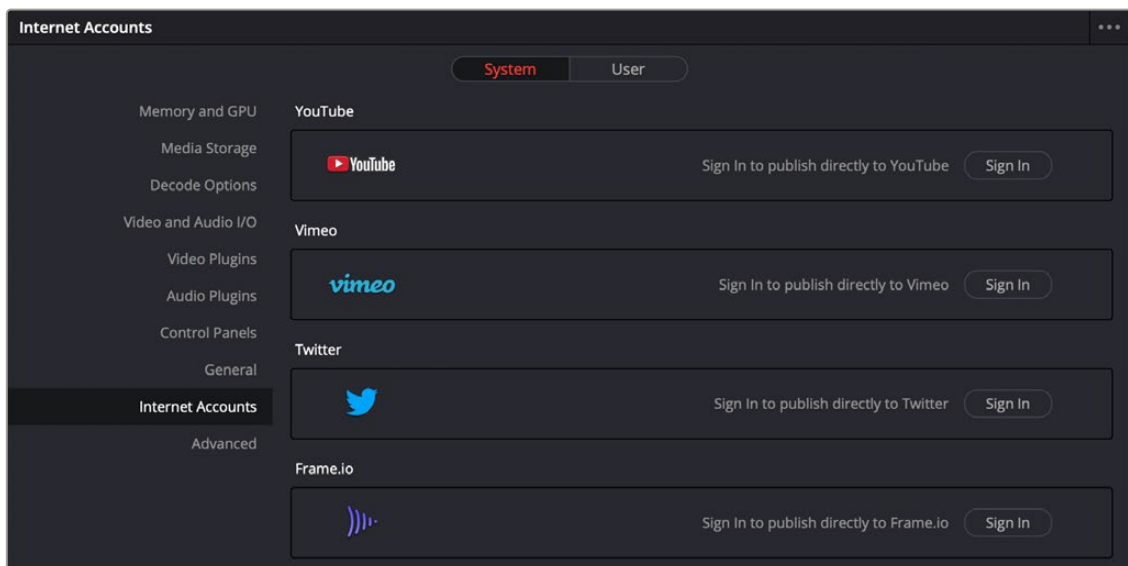 Internet Accounts
System User
Memory and GPU
Media Storage
Decode Options
Video and Audio I/O
Video Plugins
Audio Plugins
Control Panels
General
Internet Accounts
Advanced
YouTube
YouTube Sign In to publish directly to YouTube Sign In
Vimeo
vimeo Sign In to publish directly to Vimeo Sign In
Twitter
Sign In to publish directly to Twitter Sign In
Frame.io
Sign In to publish directly to Frame.io Sign In